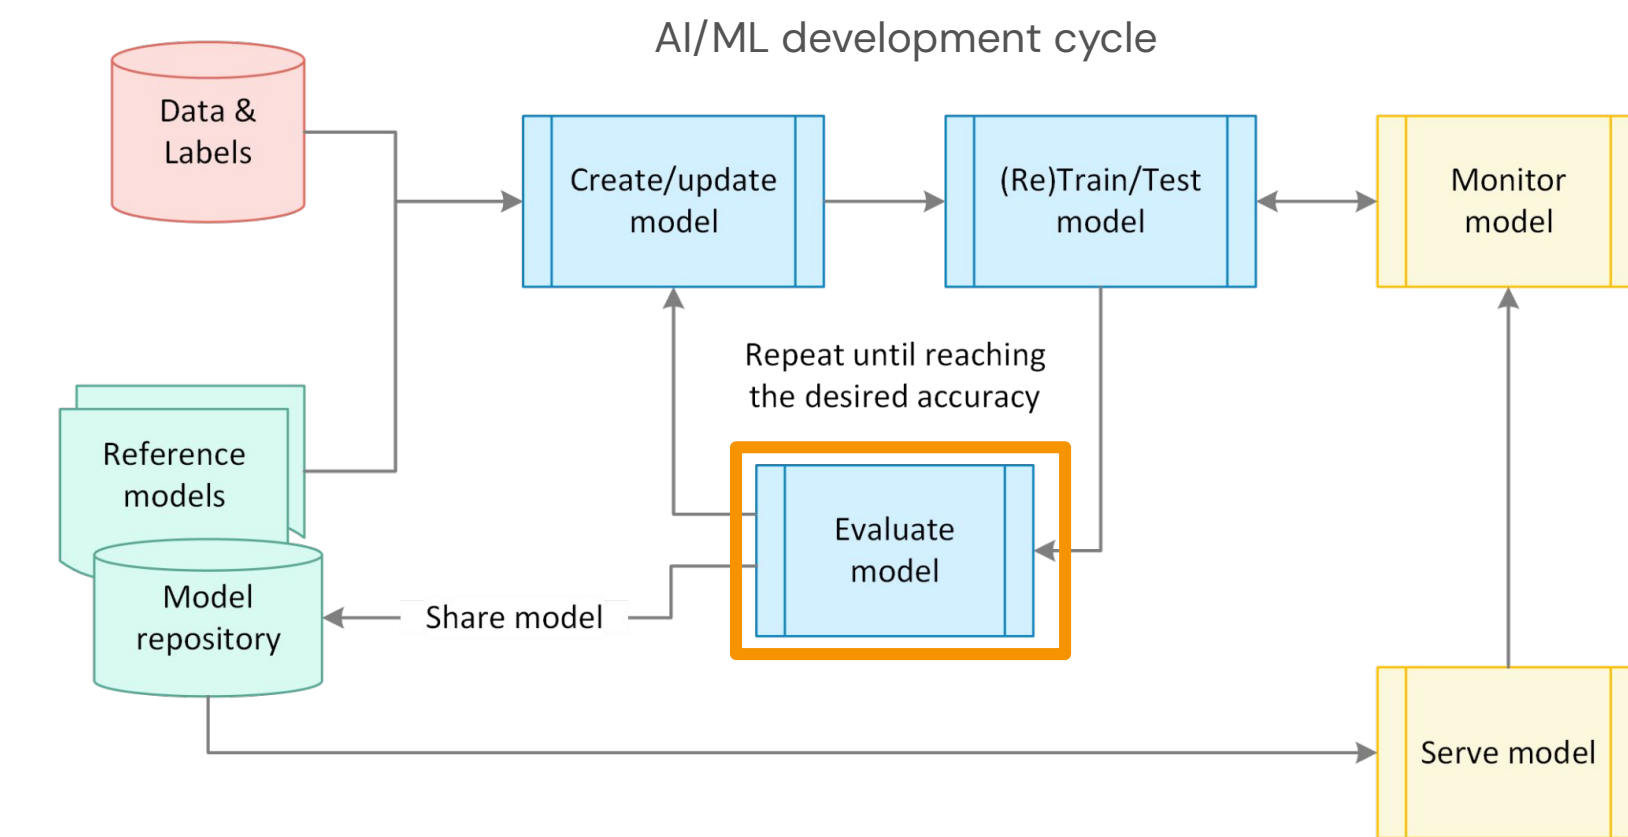 AI/ML development cycle
Data &
Labels
Create/update
model
(Re)Train/Test
model
Monitor
model
Repeat until reaching
the desired accuracy
Reference
models
Evaluate
model
Model
repository
Share model
Serve model